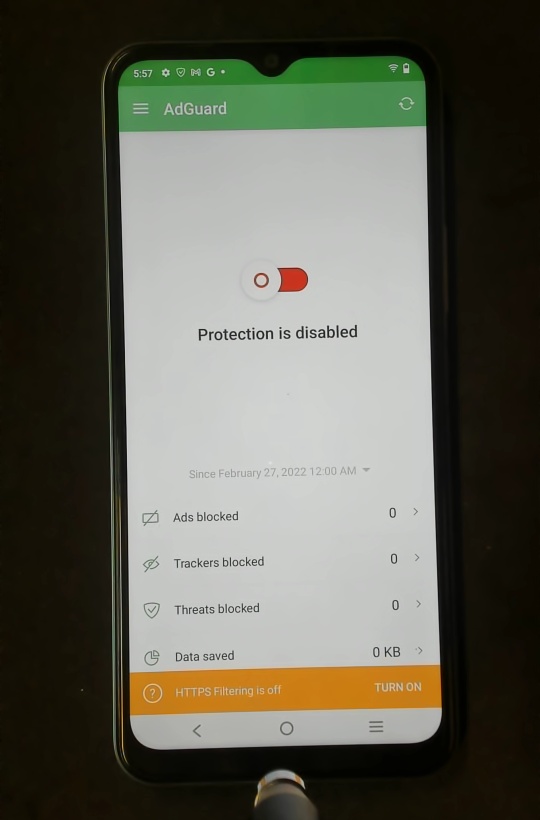 5:57
AdGuard
Protection is disabled
Since February 27, 2022 12:00 AM
Ads blocked 0
Trackers blocked 0
Threats blocked 0
Data saved 0 KB
HTTPS Filtering is off TURN ON